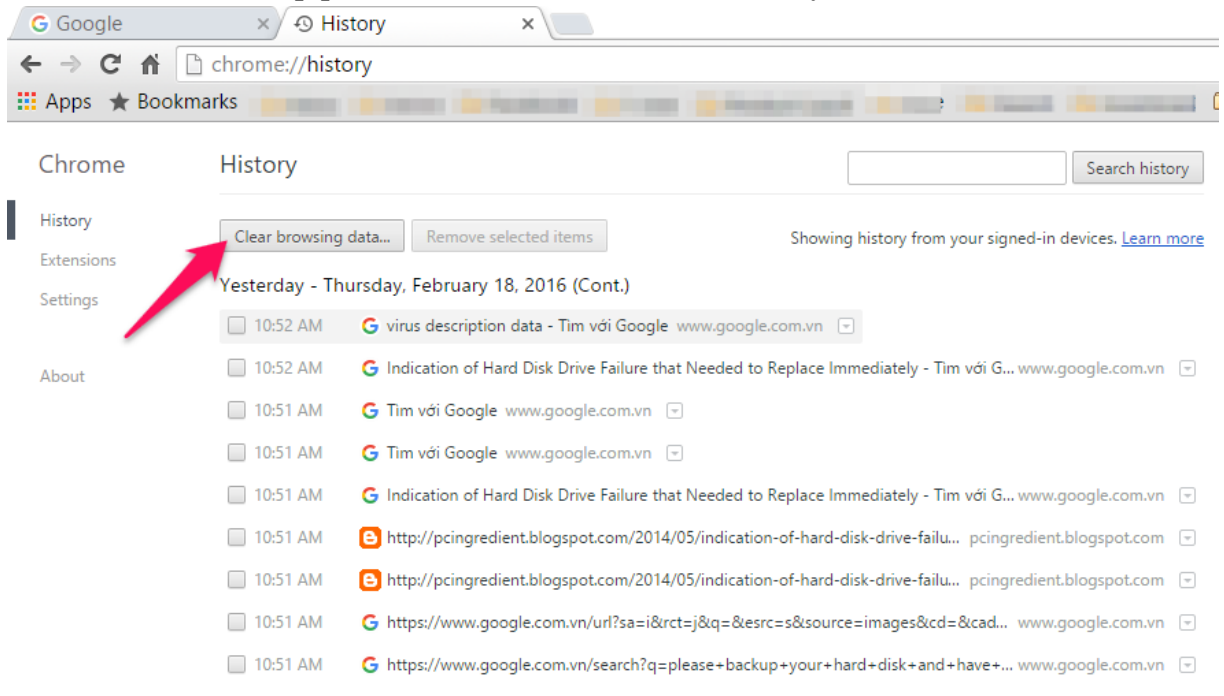 Google
History
chrome://history
Apps Bookmarks
Chrome
History
Search history
History
Extensions
Settings
About
Clear browsing data...
Remove selected items
Showing history from your signed-in devices. Learn more
Yesterday - Thursday, February 18, 2016 (Cont.)
10:52 AM virus description data - Tìm với Google www.google.com.vn
10:52 AM Indication of Hard Disk Drive Failure that Needed to Replace Immediately - Tìm với G... www.google.com.vn
10:51 AM Tìm với Google www.google.com.vn
10:51 AM Tìm với Google www.google.com.vn
10:51 AM Indication of Hard Disk Drive Failure that Needed to Replace Immediately - Tìm với G... www.google.com.vn
10:51 AM http://pcingredient.blogspot.com/2014/05/indication-of-hard-disk-drive-failu... pcingredient.blogspot.com
10:51 AM http://pcingredient.blogspot.com/2014/05/indication-of-hard-disk-drive-failu... pcingredient.blogspot.com
10:51 AM https://www.google.com.vn/url?sa=i&rct=j&q=&esrc=s&source=images&cd=&cad... www.google.com.vn
10:51 AM https://www.google.com.vn/search?q=please+backup+your+hard+disk+and+have+... www.google.com.vn